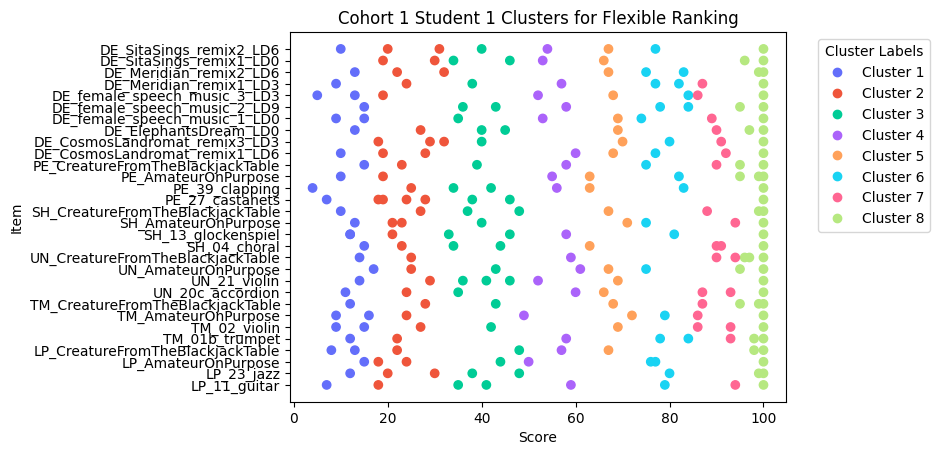 Cohort 1 Student 1 Clusters for Flexible Ranking
DE_SitaSings_remix2_LD6
DE_SitaSings_remix1_LD0
DE_Meridian_remix2_LD6
DE_Meridian_remix1_LD3
DE_female_speech_music_3_LD3
DE_female_speech_music_2_LD9
DE_female_speech_music_1_LD0
DE_ElephantsDream_LD0
DE_CosmosLandromat_remix3_LD3
DE_CosmosLandromat_remix1_LD6
PE_CreatureFromTheBlackjackTable
PE_AmateurOnPurpose
PE_39_clapping
PE_27_castanets
SH_CreatureFromTheBlackjackTable
SH_AmateurOnPurpose
SH_13_glockenspiel
SH_04_choral
UN_CreatureFromTheBlackjackTable
UN_AmateurOnPurpose
UN_21_violin
UN_20c_accordion
TM_CreatureFromTheBlackjackTable
TM_AmateurOnPurpose
TM_02_violin
TM_01b_trumpet
LP_CreatureFromTheBlackjackTable
LP_AmateurOnPurpose
LP_23_jazz
LP_11_guitar
Item
0 20 40 60 80 100
Score
Cluster Labels
Cluster 1
Cluster 2
Cluster 3
Cluster 4
Cluster 5
Cluster 6
Cluster 7
Cluster 8